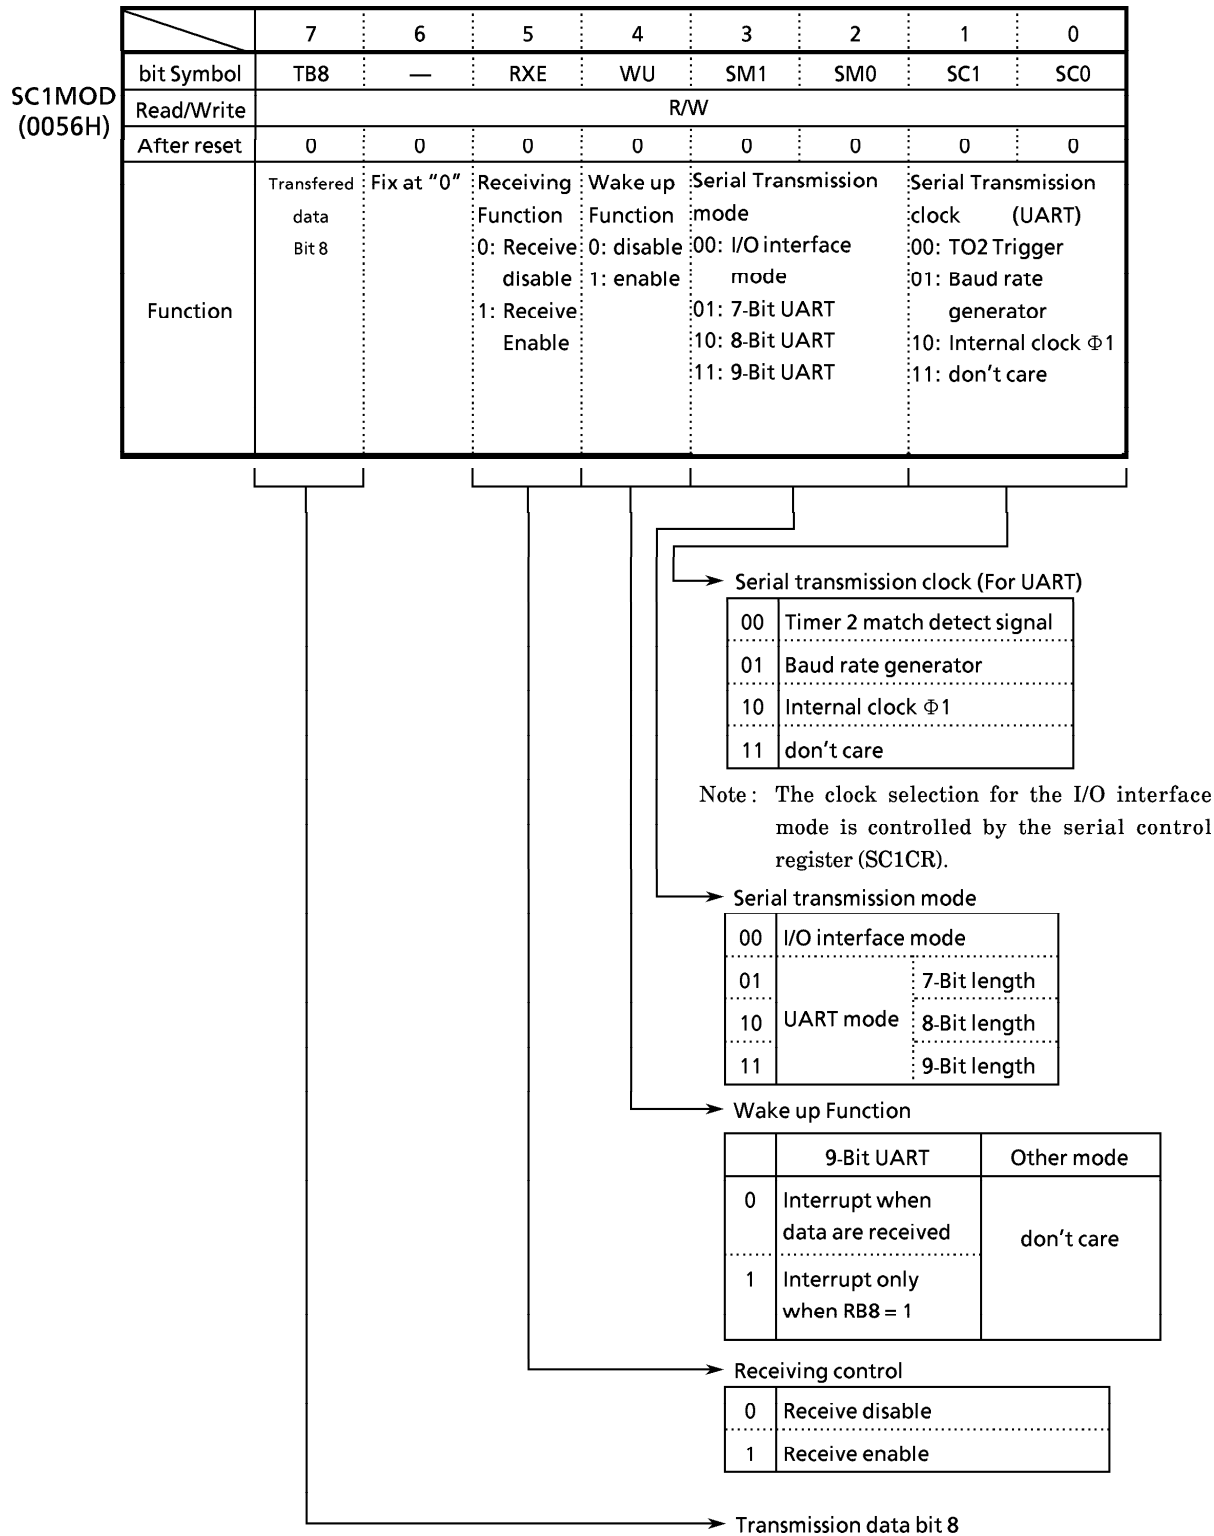 7 6 5 4 3 2 1 0
SC1MOD
(0056H)
bit Symbol TB8 — RXE WU SM1 SM0 SC1 SC0
Read/Write R/W
After reset 0 0 0 0 0 0 0 0
Function
Transfered
data
Bit 8
Fix at "0"
Receiving
Function
0: Receive
disable
1: Receive
Enable
Wake up
Function
0: disable
1: enable
Serial Transmission
mode
00: I/O interface
mode
01: 7-Bit UART
10: 8-Bit UART
11: 9-Bit UART
Serial Transmission
clock (UART)
00: TO2 Trigger
01: Baud rate
generator
10: Internal clock Φ1
11: don't care
Serial transmission clock (For UART)
00 Timer 2 match detect signal
01 Baud rate generator
10 Internal clock Φ1
11 don't care
Note : The clock selection for the I/O interface
mode is controlled by the serial control
register (SC1CR).
Serial transmission mode
00 I/O interface mode
01 7-Bit length
10 UART mode 8-Bit length
11 9-Bit length
Wake up Function
9-Bit UART Other mode
0 Interrupt when
data are received
don't care
1 Interrupt only
when RB8 = 1
Receiving control
0 Receive disable
1 Receive enable
Transmission data bit 8